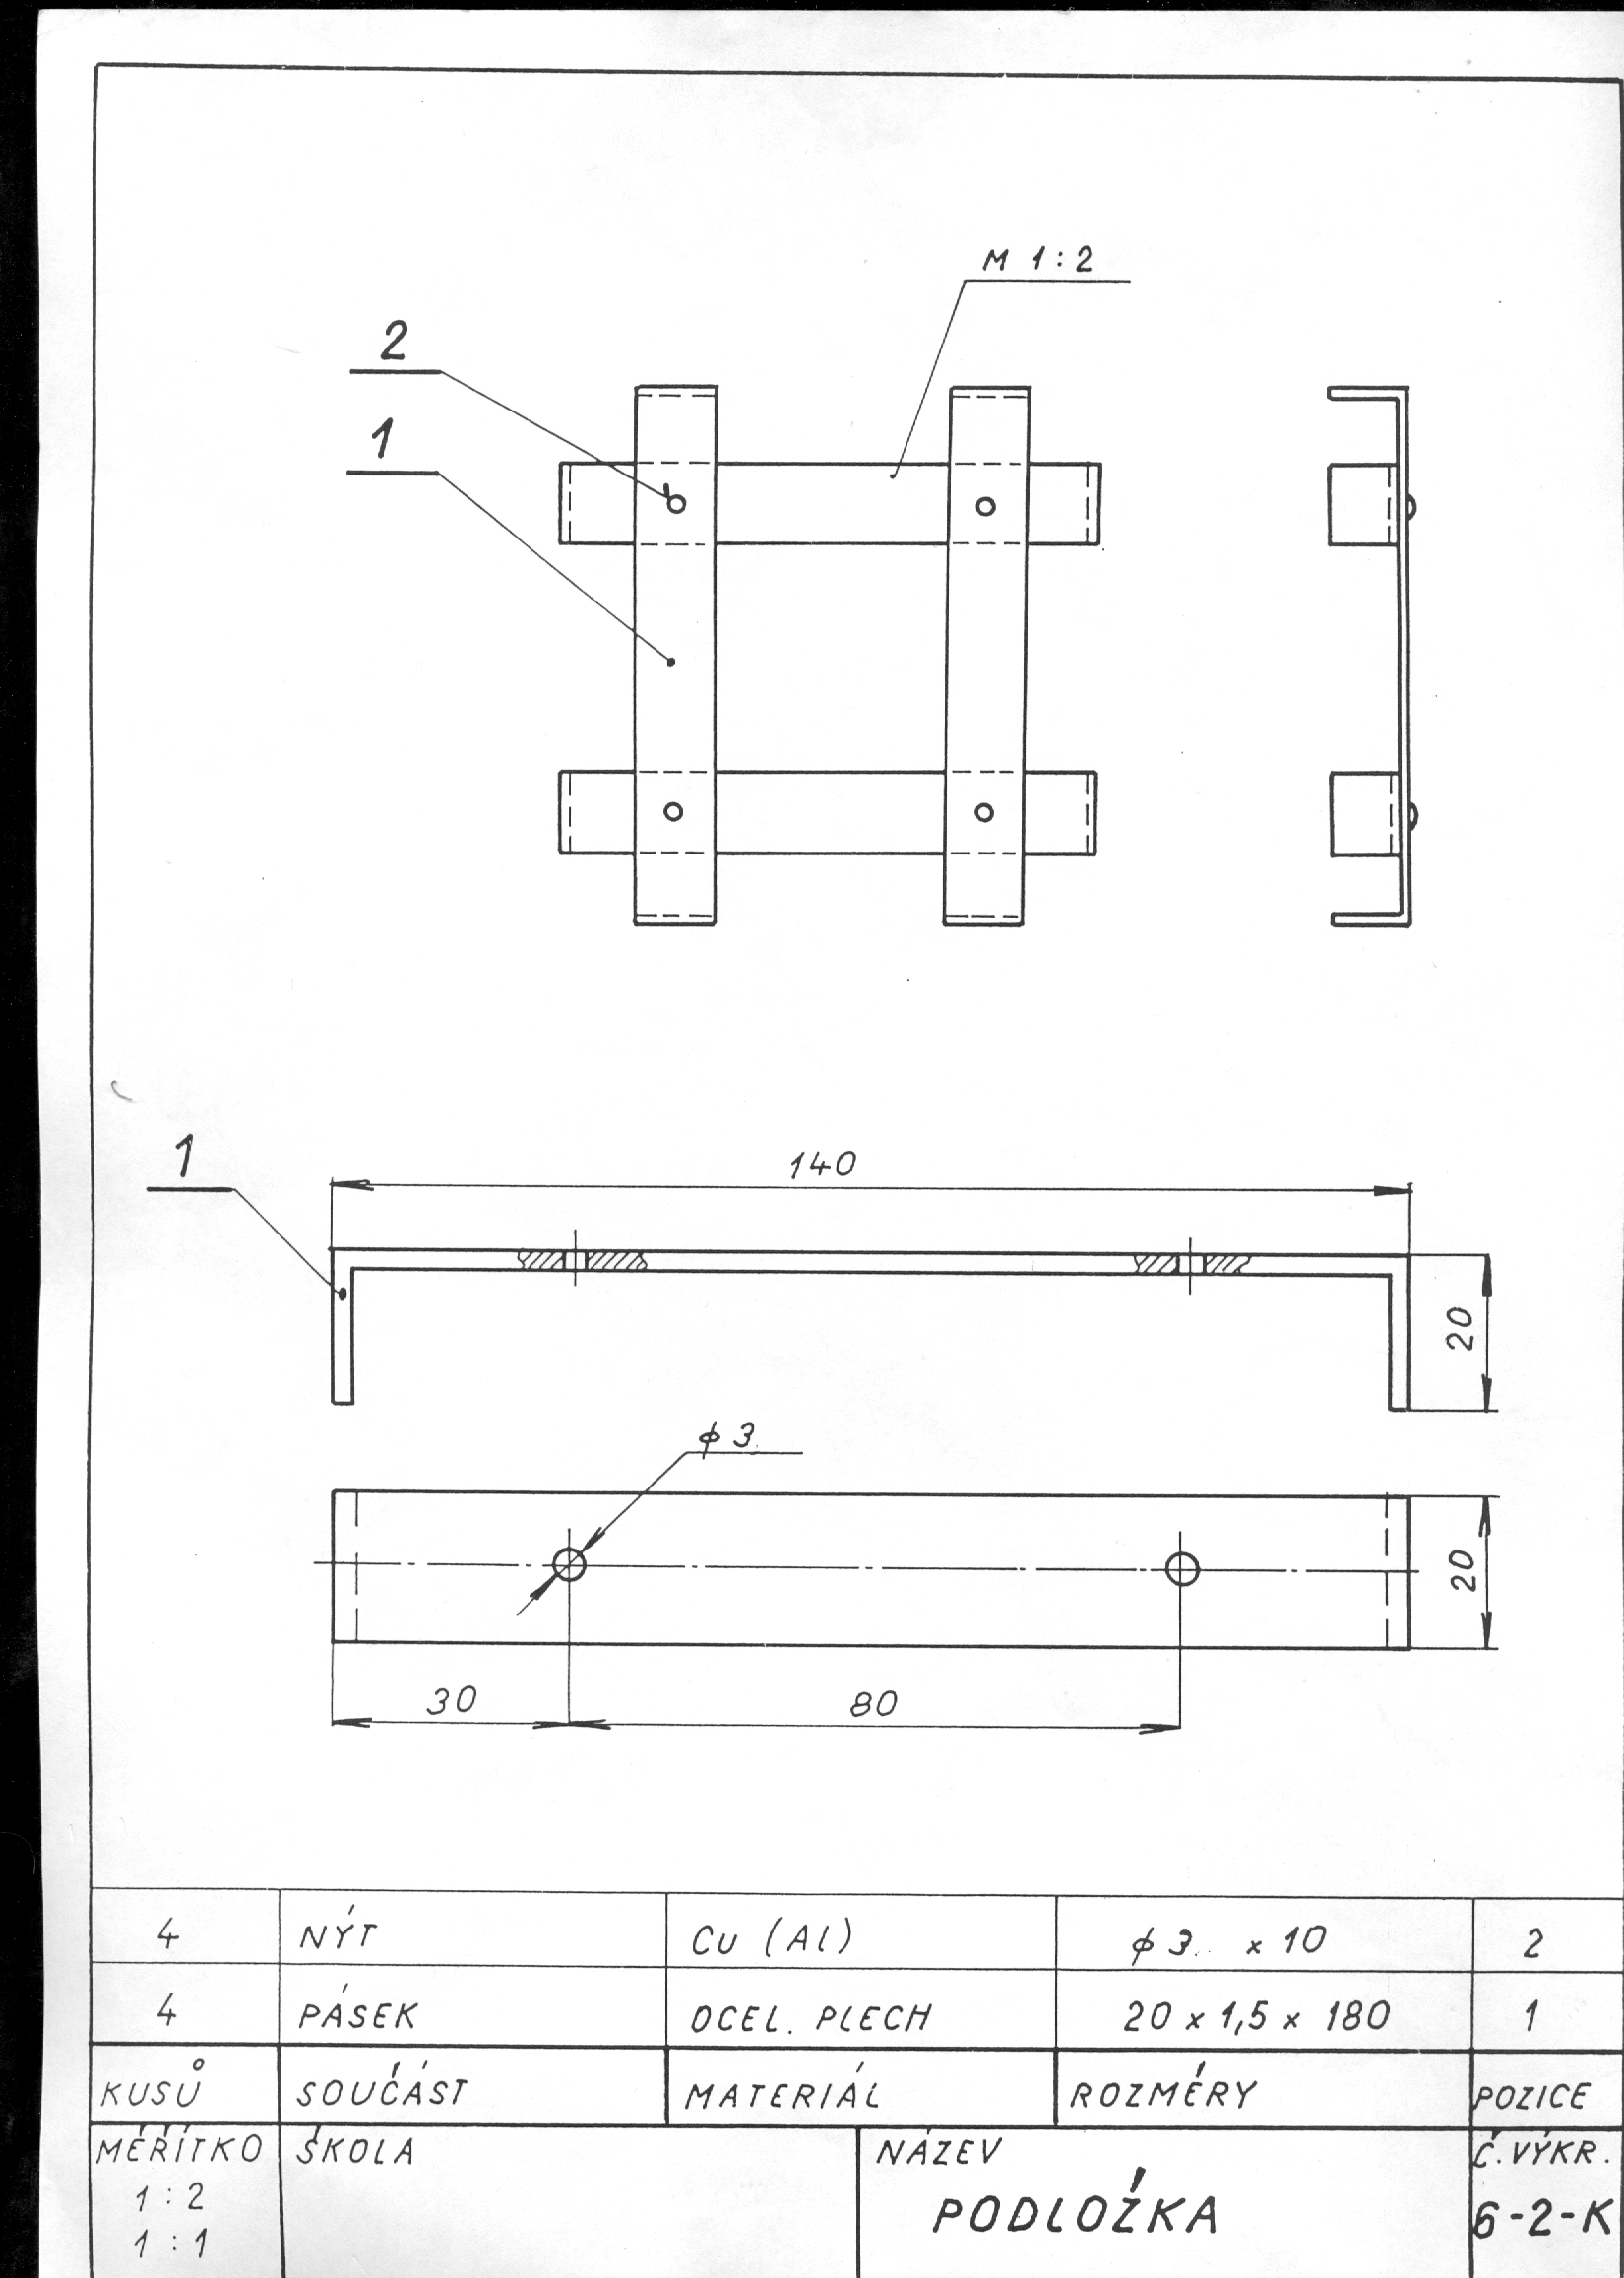 M 1:2
2
1
1
140
20
ϕ 3
20
30
80
4 NÝT Cu (Al) ϕ 3 x 10 2
4 PÁSEK OCEL. PLECH 20 x 1,5 x 180 1
KUSŮ SOUČÁST MATERIÁL ROZMĚRY POZICE
MĚŘÍTKO ŠKOLA NÁZEV Č. VÝKR.
1 : 2
PODLOŽKA 6-2-K
1 : 1